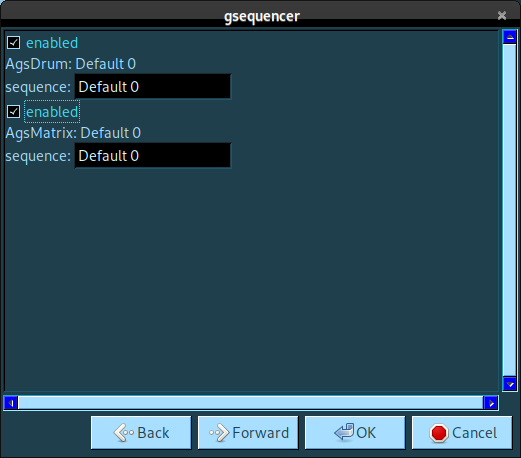 gsequencer
enabled
AgsDrum: Default 0
sequence: Default 0
enabled
AgsMatrix: Default 0
sequence: Default 0
Back Forward OK Cancel